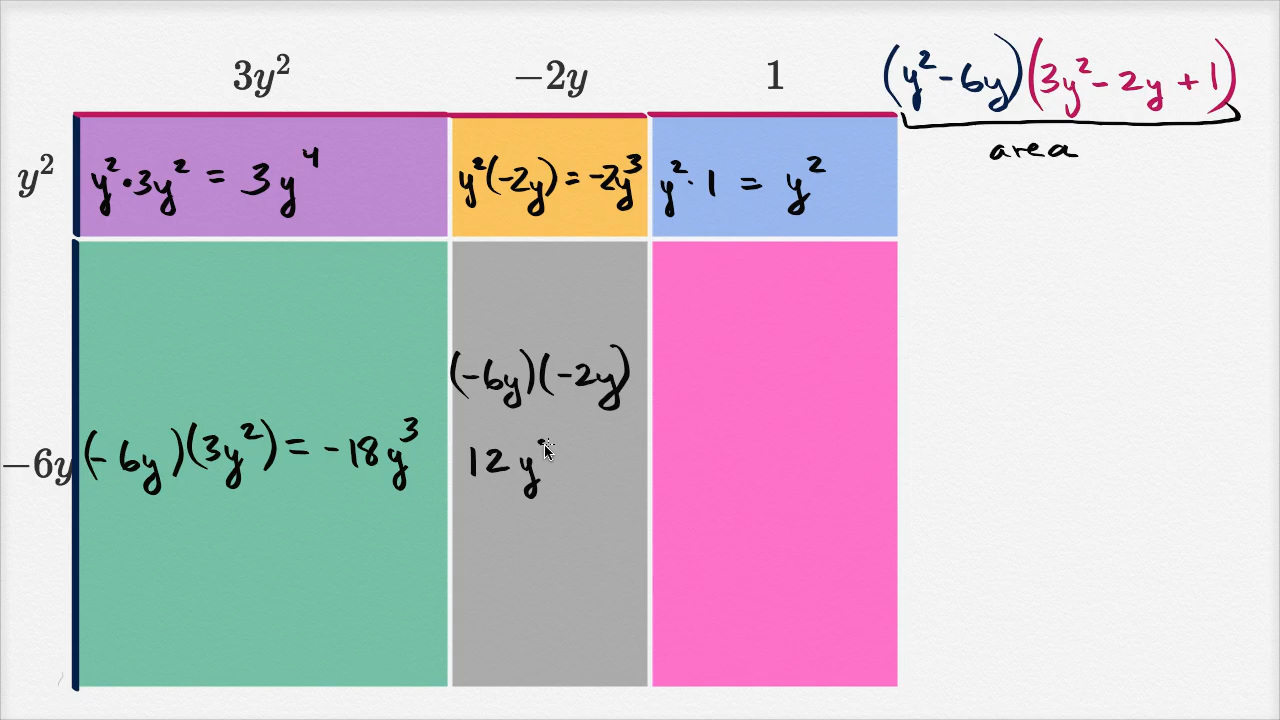 3y² −2y 1 (y² - 6y)(3y² - 2y + 1)
area
y² y²·3y² = 3y⁴ y²(-2y) = -2y³ y²·1 = y²
(-6y)(-2y)
−6y (-6y)(3y²) = -18y³ 12y